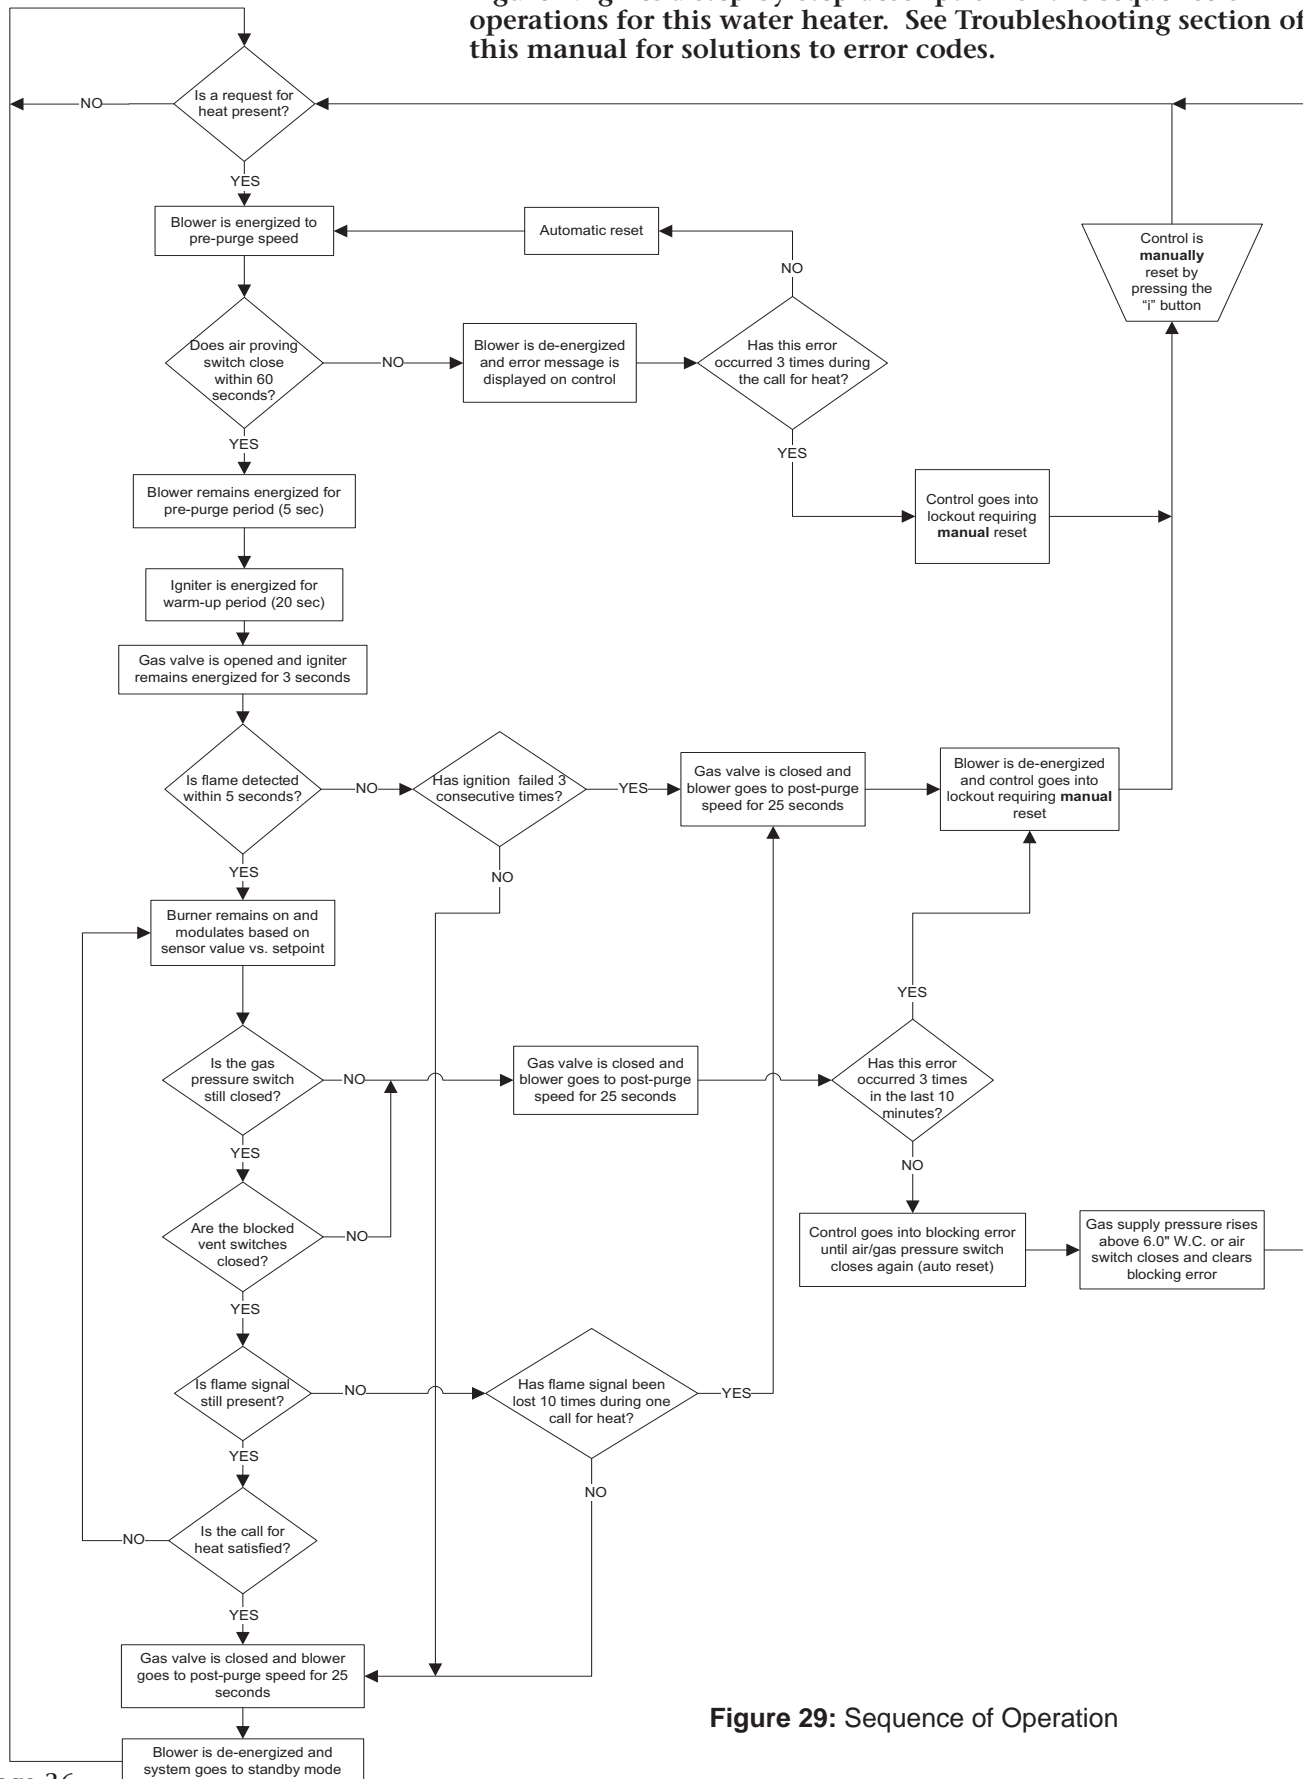 operations for this water heater.  See Troubleshooting section of
this manual for solutions to error codes.
Is a request for
heat present?
NO
YES
Blower is energized to
pre-purge speed
Automatic reset
NO
Control is
manually
reset by
pressing the
“i” button
Does air proving
switch close
within 60
seconds?
NO
Blower is de-energized
and error message is
displayed on control
Has this error
occurred 3 times during
the call for heat?
YES
YES
Blower remains energized for
pre-purge period (5 sec)
Control goes into
lockout requiring
manual reset
Igniter is energized for
warm-up period (20 sec)
Gas valve is opened and igniter
remains energized for 3 seconds
Is flame detected
within 5 seconds?
NO
Has ignition  failed 3
consecutive times?
YES
Gas valve is closed and
blower goes to post-purge
speed for 25 seconds
Blower is de-energized
and control goes into
lockout requiring manual
reset
YES
NO
Burner remains on and
modulates based on
sensor value vs. setpoint
YES
Is the gas
pressure switch
still closed?
NO
Gas valve is closed and
blower goes to post-purge
speed for 25 seconds
Has this error
occurred 3 times
in the last 10
minutes?
YES
NO
Are the blocked
vent switches
closed?
NO
Control goes into blocking error
until air/gas pressure switch
closes again (auto reset)
Gas supply pressure rises
above 6.0" W.C. or air
switch closes and clears
blocking error
YES
Is flame signal
still present?
NO
Has flame signal been
lost 10 times during one
call for heat?
YES
YES
NO
Is the call for
heat satisfied?
NO
YES
Gas valve is closed and blower
goes to post-purge speed for 25
seconds
Figure 29: Sequence of Operation
Blower is de-energized and
system goes to standby mode